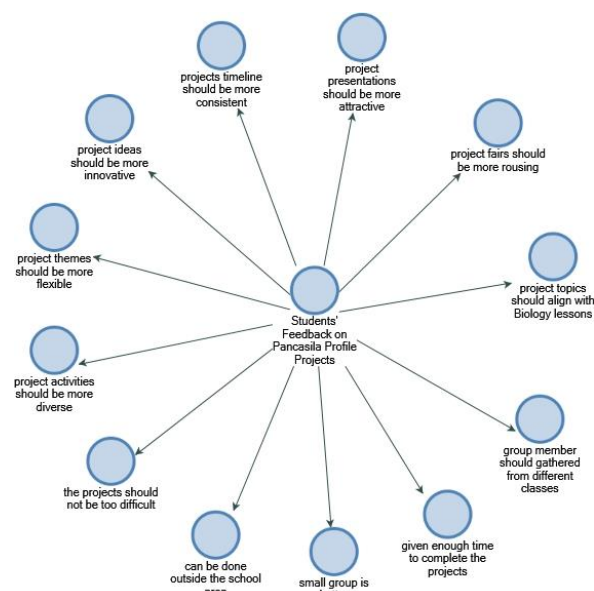 projects timeline
should be more
consistent
project
presentations
should be more
attractive
project ideas
should be more
innovative
project fairs should
be more rousing
project themes
should be more
flexible
project topics
should align with
Biology lessons
Students'
Feedback on
Pancasila Profile
Projects
project activities
should be more
diverse
group member
should gathered
from different
classes
the projects should
not be too difficult
given enough time
to complete the
projects
can be done
outside the school
small group is